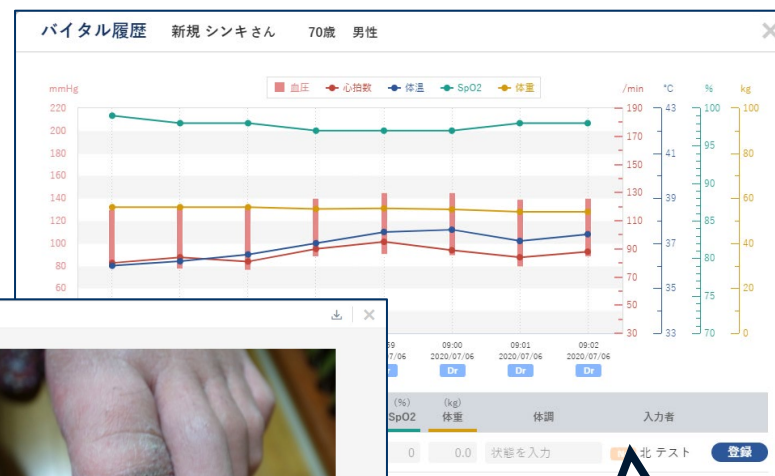 バイタル履歴 新規 シンキさん 70歳 男性
mmHg 血圧 心拍数 体温 SpO2 体重 /min °C % kg
220 190 43 100 100
200 170
180 150 41 95 80
160 90
140 130 39 60
120 110 85
100 90 37 80 40
80 70
60 50 35 75 20
30 33 70 0
09:00 09:01 09:02
2020/07/06 2020/07/06 2020/07/06
Dr Dr Dr
(%) (kg)
SpO2 体重 体調 入力者
0 0.0 状態を入力 北 テスト 登録